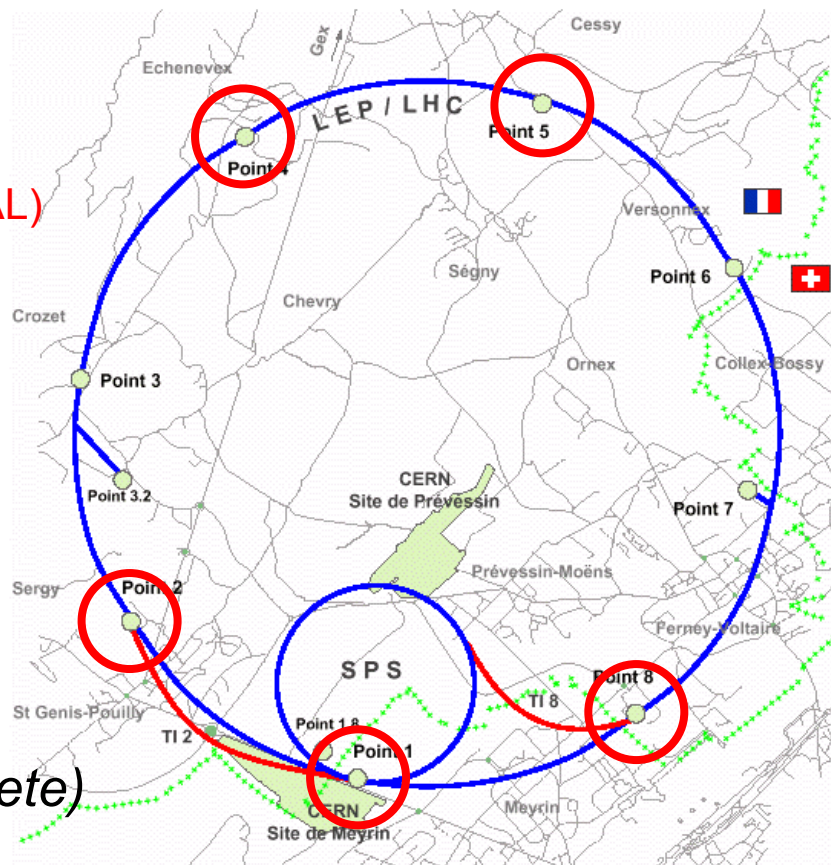 Cessy
Gex
Echenevex
LEP / LHC
Point 5
Point 4
AL)
Versonnex
Ségny
Point 6
Chevry
Crozet
Ornex
Collex-Bossy
Point 3
CERN
Site de Prévessin
Point 3.2
Point 7
Prévessin-Moëns
Sergy
Point 2
Ferney-Voltaire
SPS
Point 8
TI 8
St Genis-Pouilly
Point 1.8
TI 2
Point 1
ete)
CERN
Site de Meyrin
Meyrin